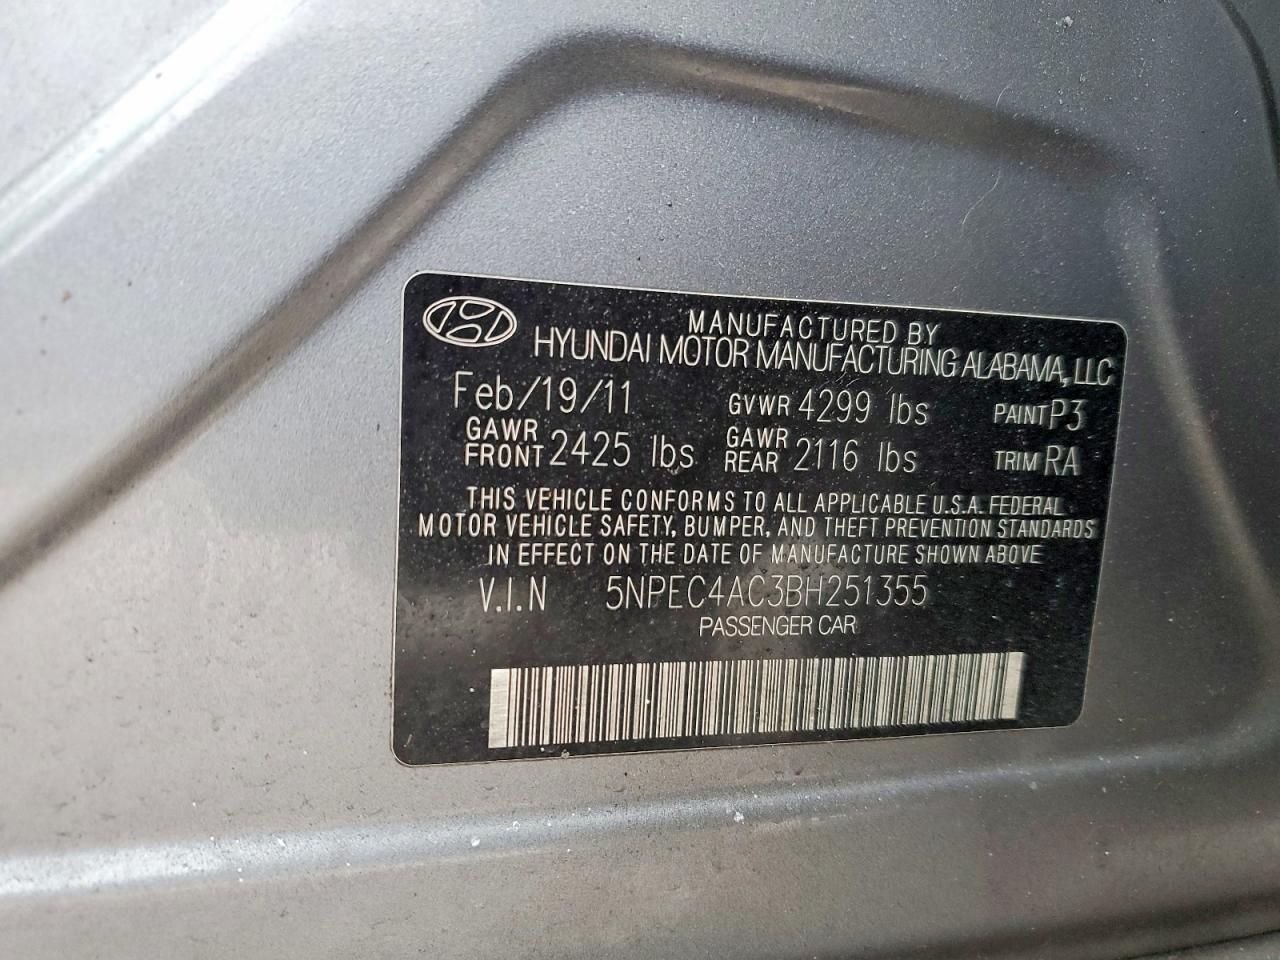 MANUFACTURED BY
HYUNDAI MOTOR MANUFACTURING ALABAMA, LLC
Feb/19/11 GVWR 4299 lbs PAINT P3
GAWR FRONT 2425 lbs GAWR REAR 2116 lbs TRIM RA
THIS VEHICLE CONFORMS TO ALL APPLICABLE U.S.A. FEDERAL
MOTOR VEHICLE SAFETY, BUMPER, AND THEFT PREVENTION STANDARDS
IN EFFECT ON THE DATE OF MANUFACTURE SHOWN ABOVE
V.I.N 5NPEC4AC3BH251355
PASSENGER CAR